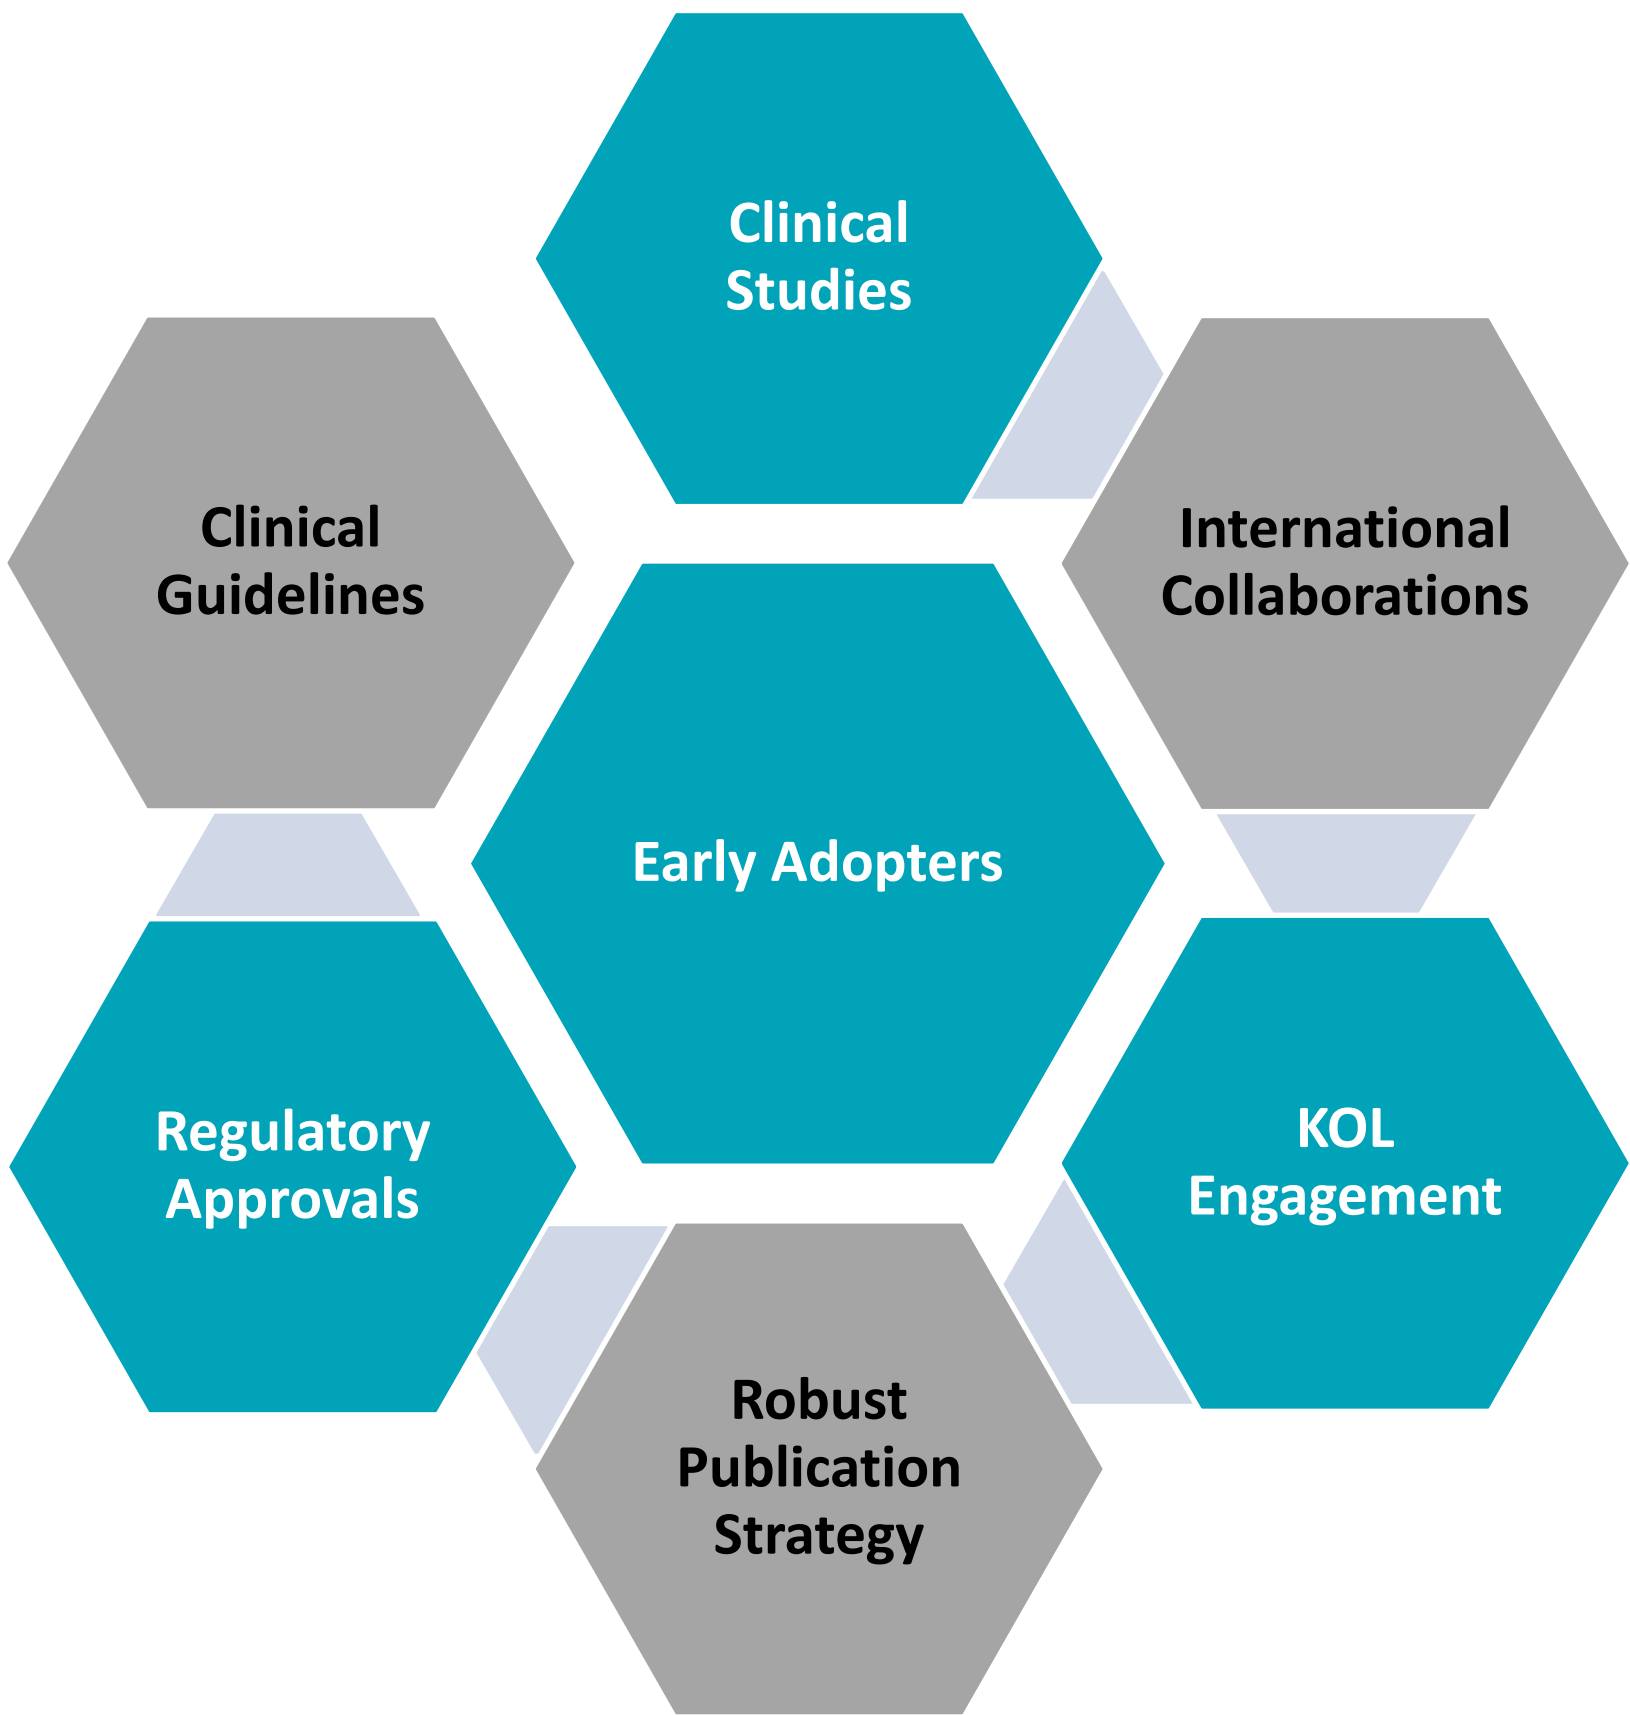 Clinical
Studies
Clinical
Guidelines
International
Collaborations
Early Adopters
Regulatory
Approvals
KOL
Engagement
Robust
Publication
Strategy